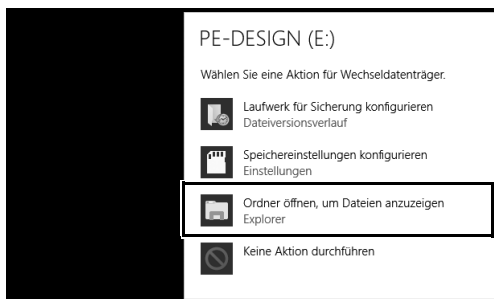 PE-DESIGN (E:)
Wählen Sie eine Aktion für Wechseldatenträger.
Laufwerk für Sicherung konfigurieren
Dateiversionsverlauf
Speichereinstellungen konfigurieren
Einstellungen
Ordner öffnen, um Dateien anzuzeigen
Explorer
Keine Aktion durchführen